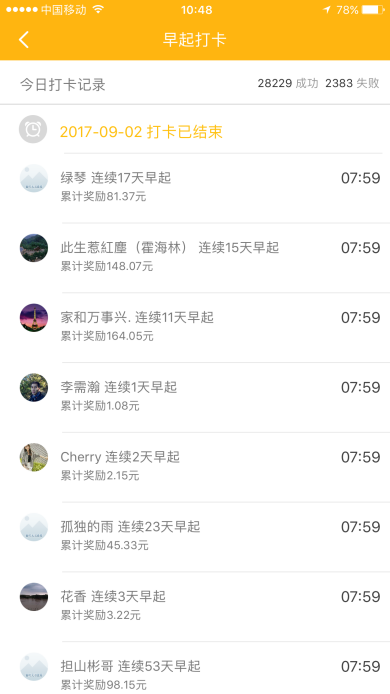 中国移动 10:48 78%
早起打卡
今日打卡记录 28229 成功 2383 失败
2017-09-02 打卡已结束
绿琴 连续17天早起 07:59
累计奖励81.37元
此生惹紅塵（霍海林） 连续15天早起 07:59
累计奖励148.07元
家和万事兴. 连续11天早起 07:59
累计奖励164.05元
李需瀚 连续1天早起 07:59
累计奖励1.08元
Cherry 连续2天早起 07:59
累计奖励2.15元
孤独的雨 连续23天早起 07:59
累计奖励45.33元
花香 连续3天早起 07:59
累计奖励3.22元
担山彬哥 连续53天早起 07:59
累计奖励98.15元